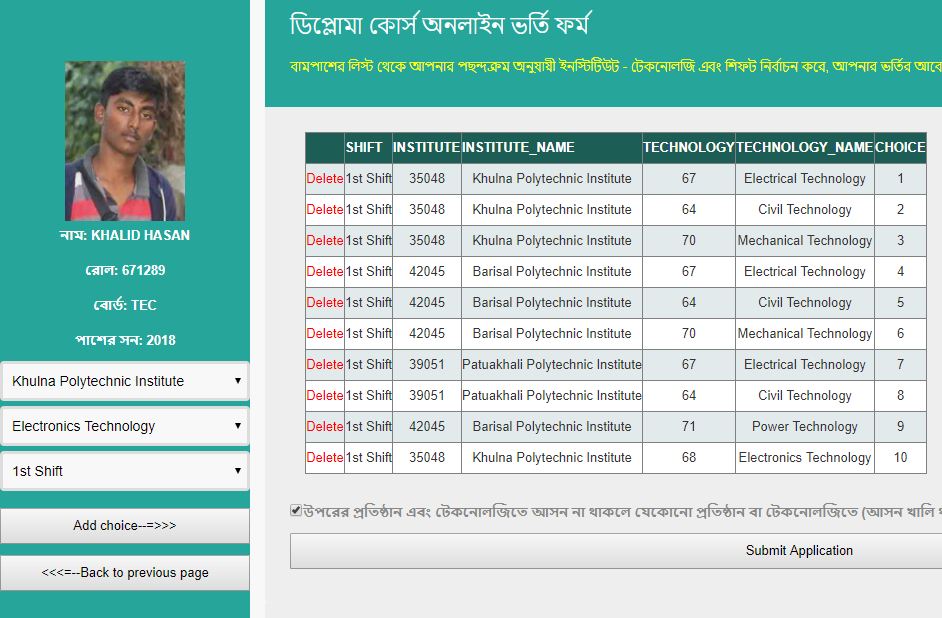 ডিপ্লোমা কোর্স অনলাইন ভর্তি ফর্ম
বামপাশের লিস্ট থেকে আপনার পছন্দক্রম অনুযায়ী ইনস্টিটিউট - টেকনোলজি এবং শিফট নির্বাচন করে, আপনার ভর্তির
নাম: KHALID HASAN
রোল: 671289
বোর্ড: TEC
পাশের সন: 2018
Khulna Polytechnic Institute
Electronics Technology
1st Shift
Add choice--=>>>
<<<=--Back to previous page
SHIFT INSTITUTE INSTITUTE_NAME TECHNOLOGY TECHNOLOGY_NAME CHOICE
Delete 1st Shift 35048 Khulna Polytechnic Institute 67 Electrical Technology 1
Delete 1st Shift 35048 Khulna Polytechnic Institute 64 Civil Technology 2
Delete 1st Shift 35048 Khulna Polytechnic Institute 70 Mechanical Technology 3
Delete 1st Shift 42045 Barisal Polytechnic Institute 67 Electrical Technology 4
Delete 1st Shift 42045 Barisal Polytechnic Institute 64 Civil Technology 5
Delete 1st Shift 42045 Barisal Polytechnic Institute 70 Mechanical Technology 6
Delete 1st Shift 39051 Patuakhali Polytechnic Institute 67 Electrical Technology 7
Delete 1st Shift 39051 Patuakhali Polytechnic Institute 64 Civil Technology 8
Delete 1st Shift 42045 Barisal Polytechnic Institute 71 Power Technology 9
Delete 1st Shift 35048 Khulna Polytechnic Institute 68 Electronics Technology 10
উপরের প্রতিষ্ঠান এবং টেকনোলজিতে আসন না থাকলে যেকোনো প্রতিষ্ঠান বা টেকনোলজিতে (আসন খালি
Submit Application